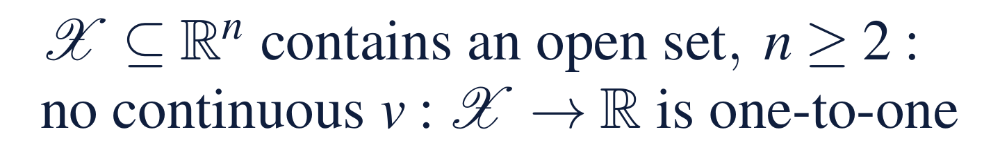 𝒳 ⊆ ℝⁿ contains an open set, n ≥ 2 :
no continuous v : 𝒳 → ℝ is one-to-one